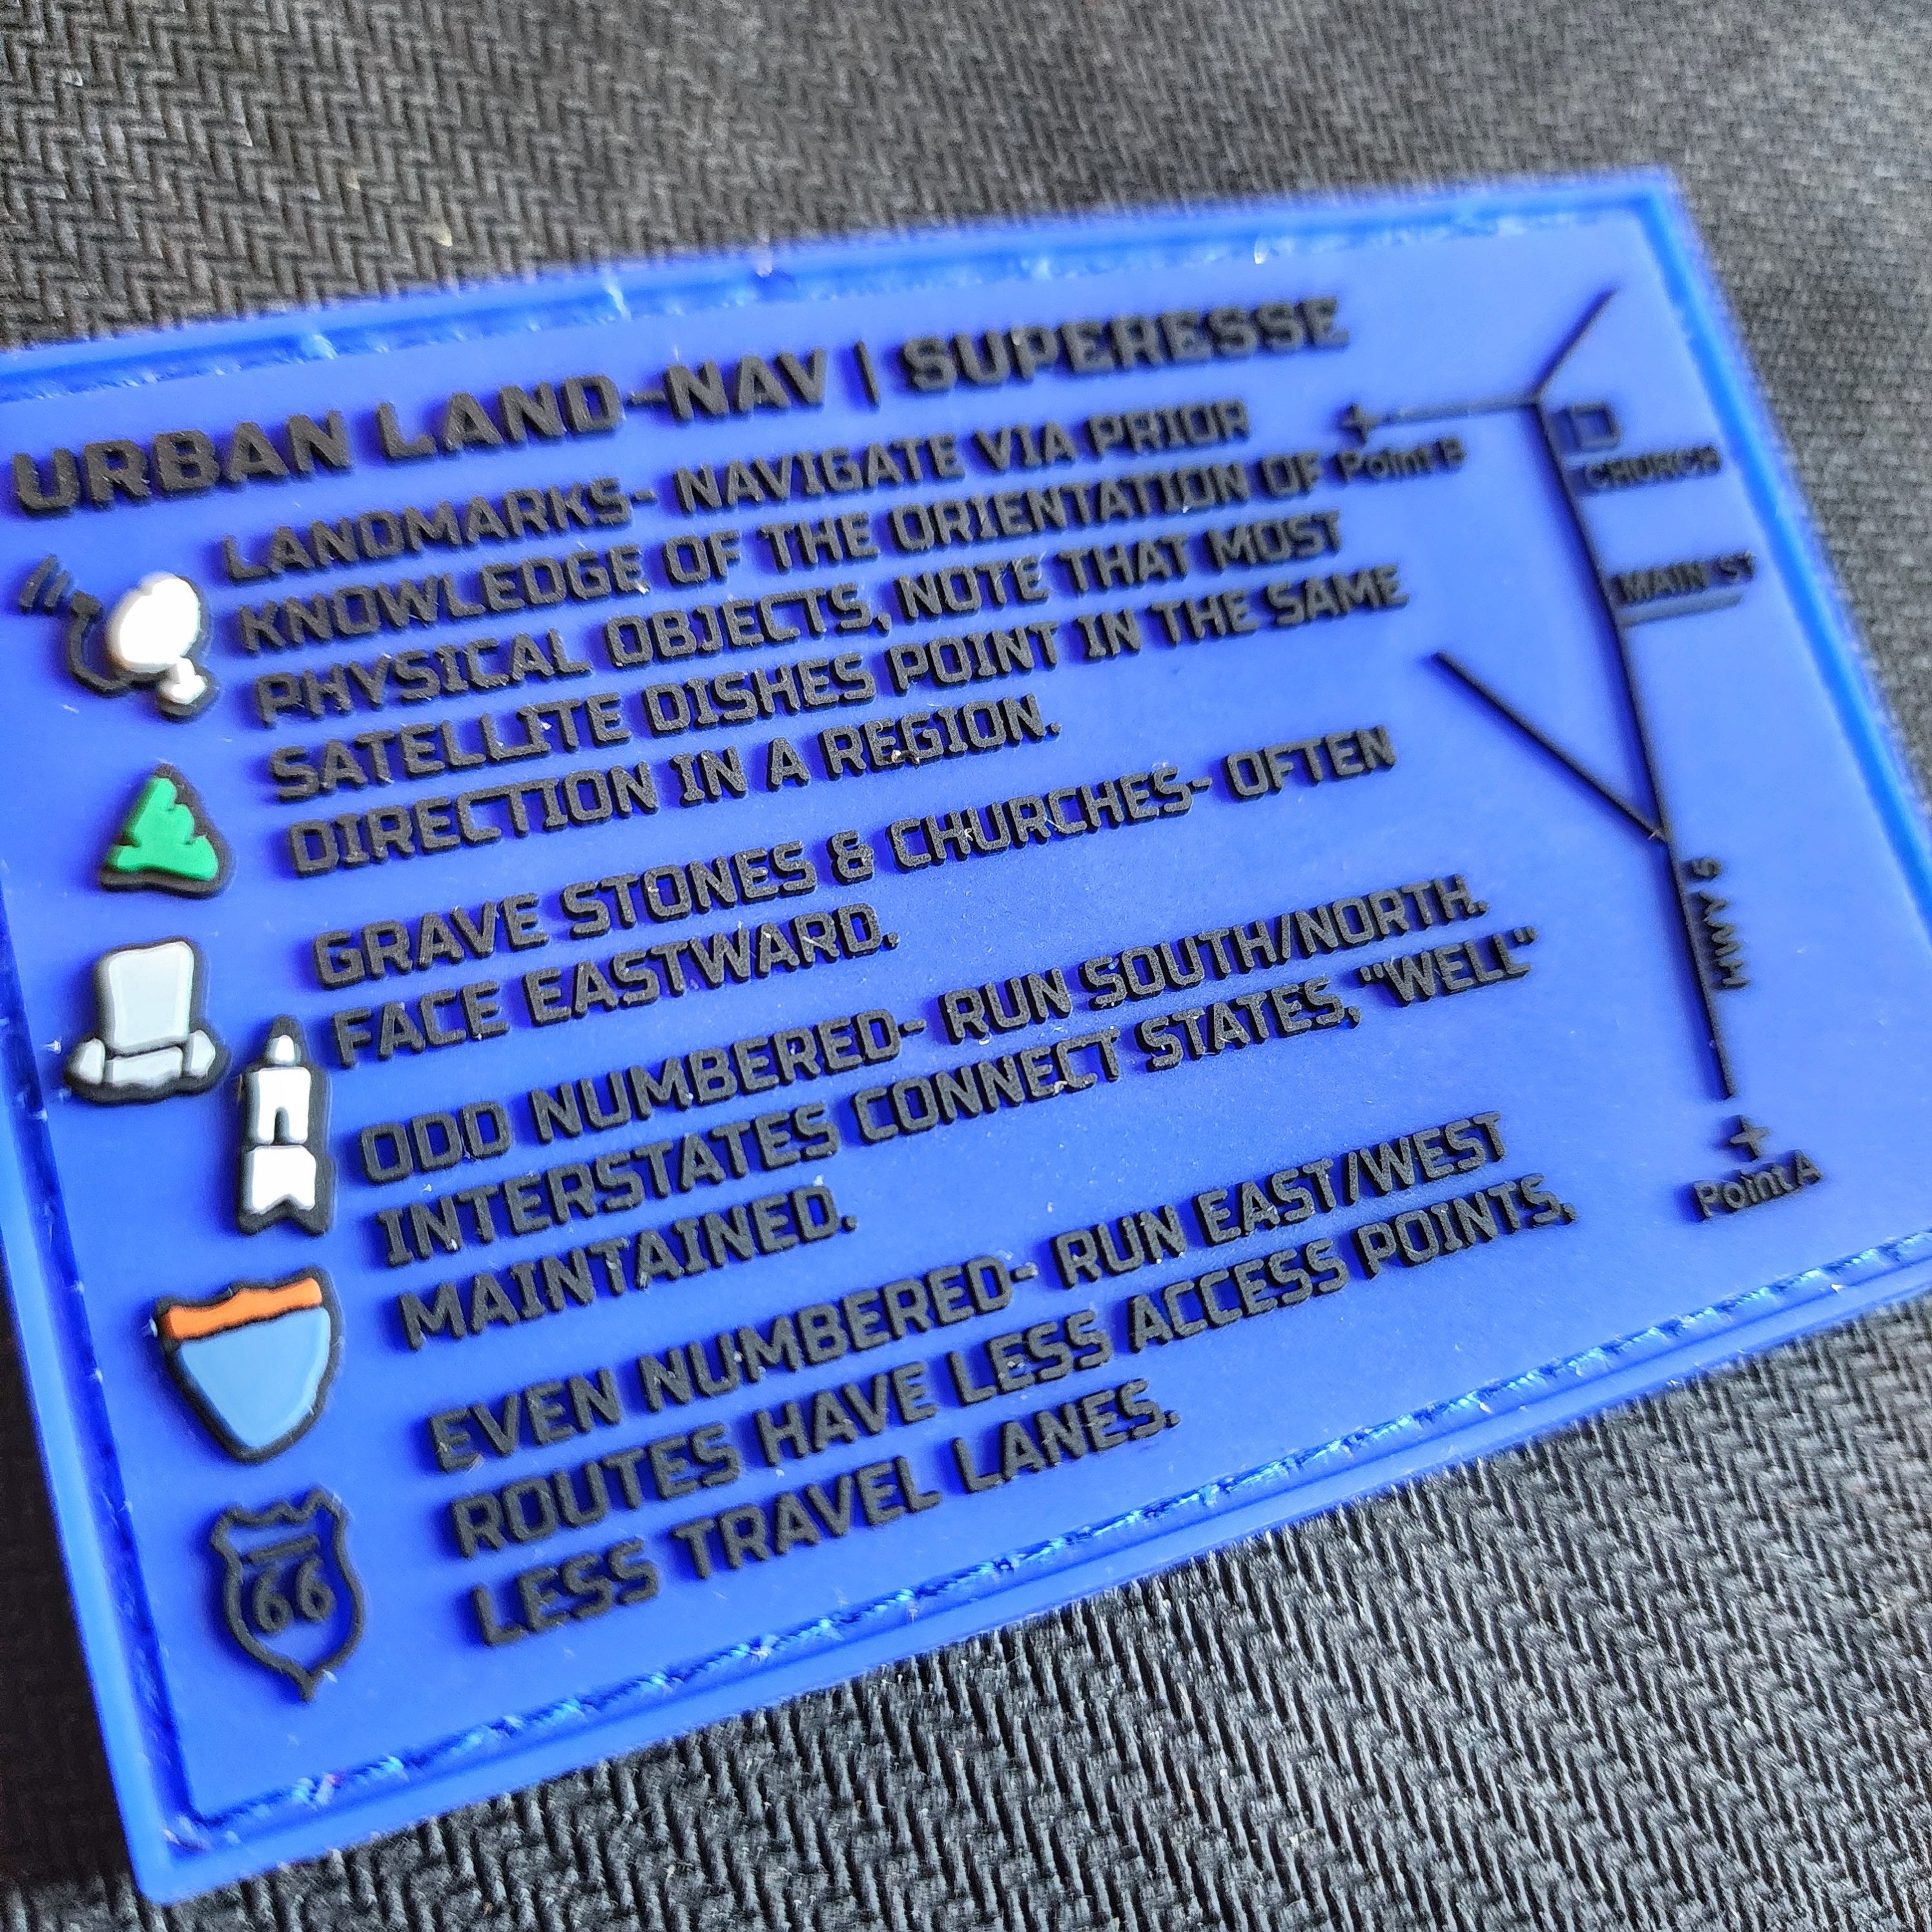 URBAN LAND-NAV | SUPERESSE
LANDMARKS- NAVIGATE VIA PRIOR
KNOWLEDGE OF THE ORIENTATION OF
PHYSICAL OBJECTS, NOTE THAT MOST
SATELLITE DISHES POINT IN THE SAME
DIRECTION IN A REGION.
GRAVE STONES & CHURCHES- OFTEN
FACE EASTWARD.
ODD NUMBERED- RUN SOUTH/NORTH.
INTERSTATES CONNECT STATES, "WELL"
MAINTAINED.
EVEN NUMBERED- RUN EAST/WEST
ROUTES HAVE LESS ACCESS POINTS,
LESS TRAVEL LANES.
66
Point B
CHURCH
MAIN ST
HWY 6
Point A